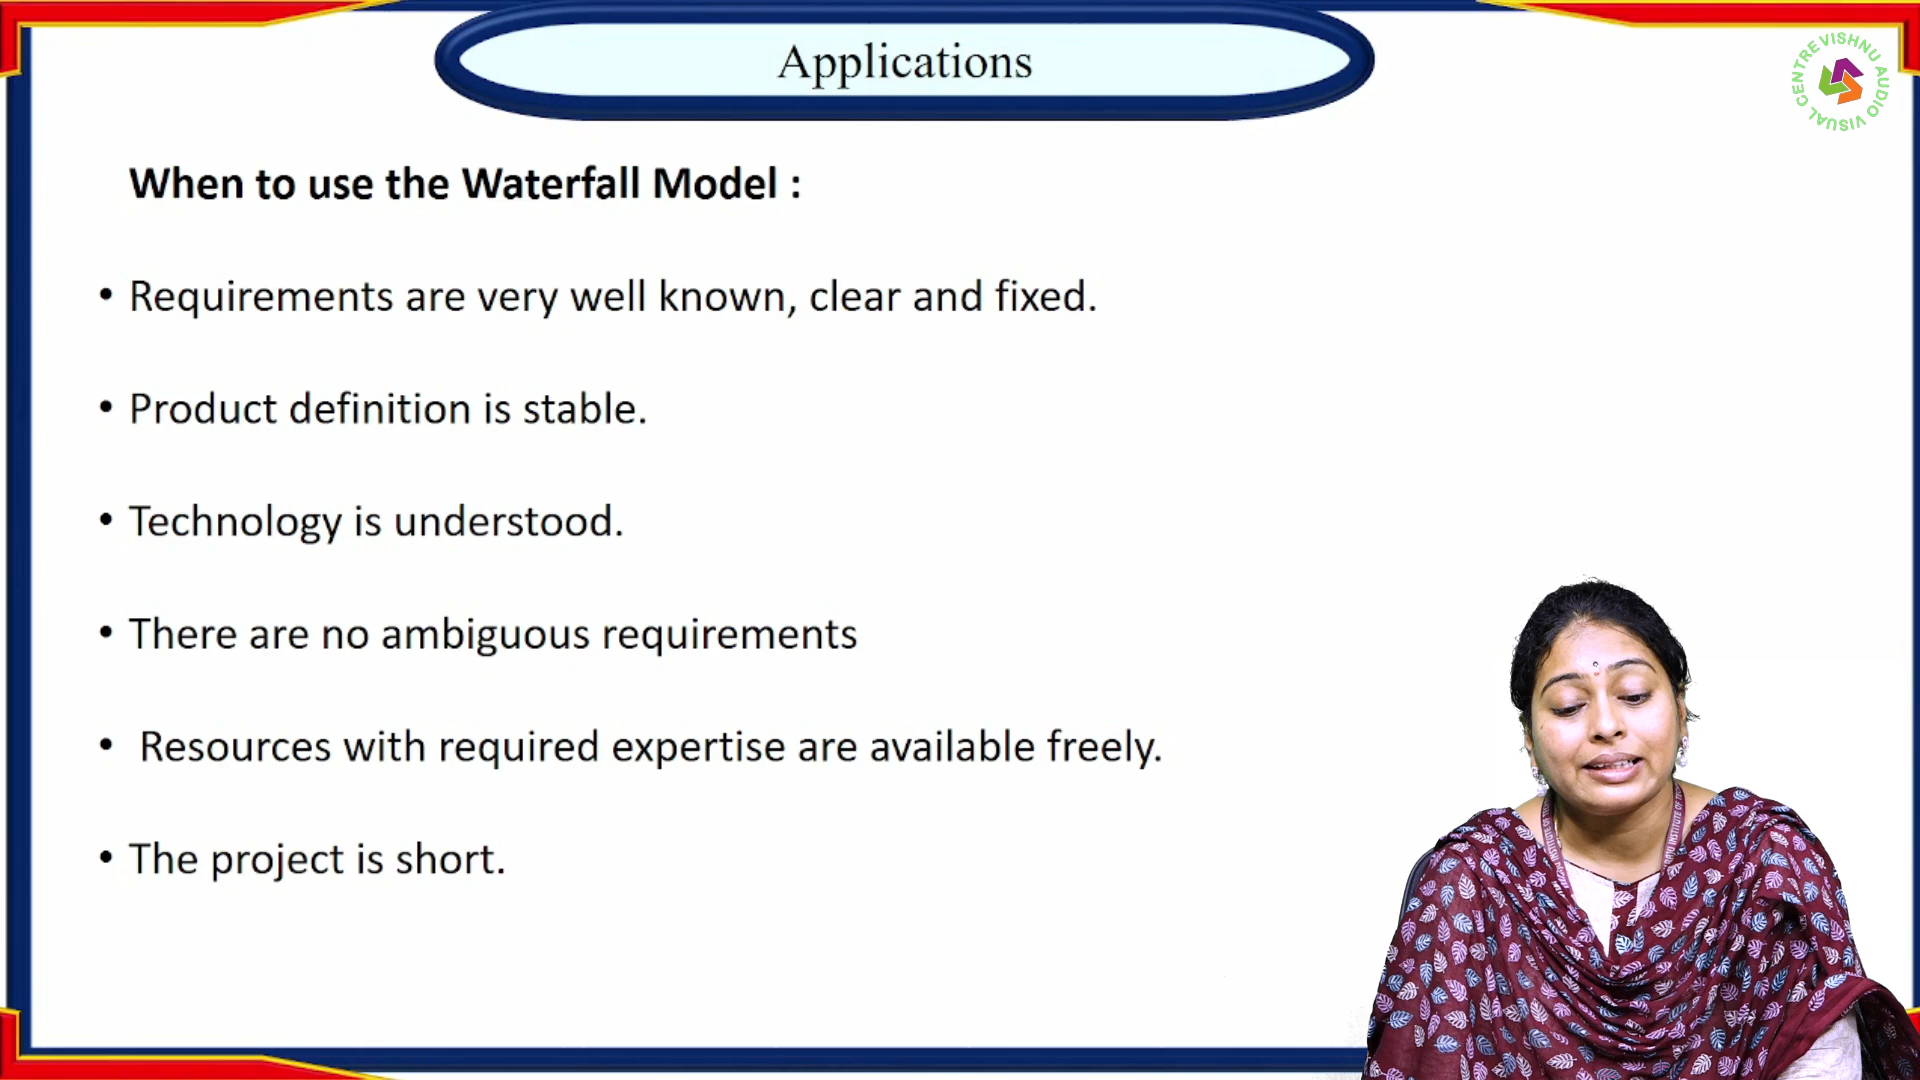 Applications
VISHNU AUDIO VISUAL CENTRE
When to use the Waterfall Model :
• Requirements are very well known, clear and fixed.
• Product definition is stable.
• Technology is understood.
• There are no ambiguous requirements
• Resources with required expertise are available freely.
• The project is short.
INSTITUTE OF